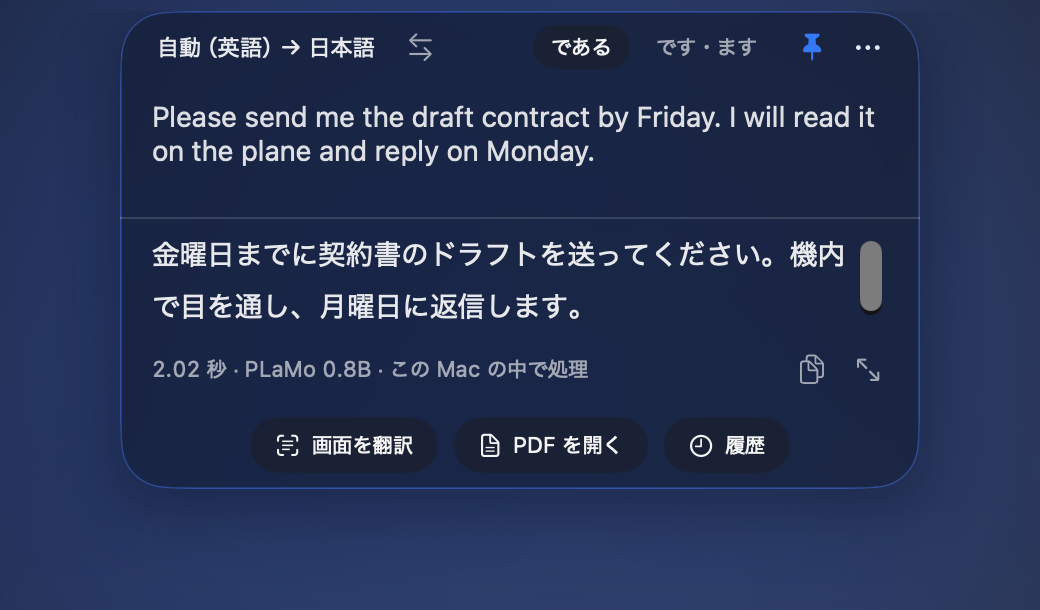 自動 (英語) → 日本語
である
です・ます
Please send me the draft contract by Friday. I will read it
on the plane and reply on Monday.
金曜日までに契約書のドラフトを送ってください。機内
で目を通し、月曜日に返信します。
2.02 秒 · PLaMo 0.8B · この Mac の中で処理
画面を翻訳
PDF を開く
履歴